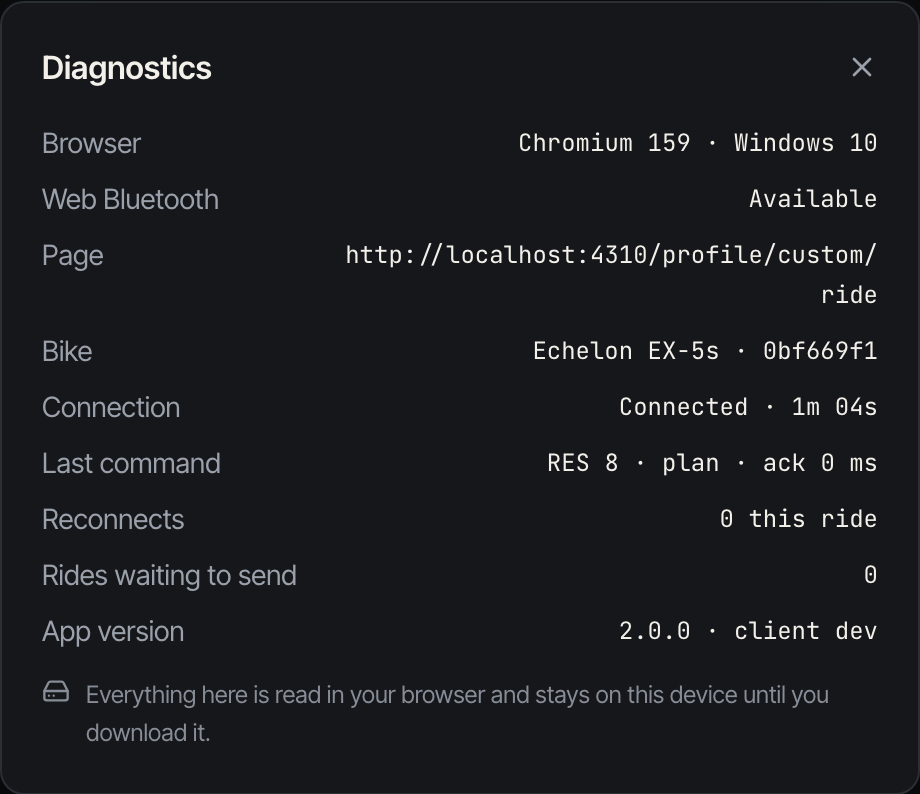 Diagnostics
Browser Chromium 159 · Windows 10
Web Bluetooth Available
Page http://localhost:4310/profile/custom/
ride
Bike Echelon EX-5s · 0bf669f1
Connection Connected · 1m 04s
Last command RES 8 · plan · ack 0 ms
Reconnects 0 this ride
Rides waiting to send 0
App version 2.0.0 · client dev
Everything here is read in your browser and stays on this device until you
download it.